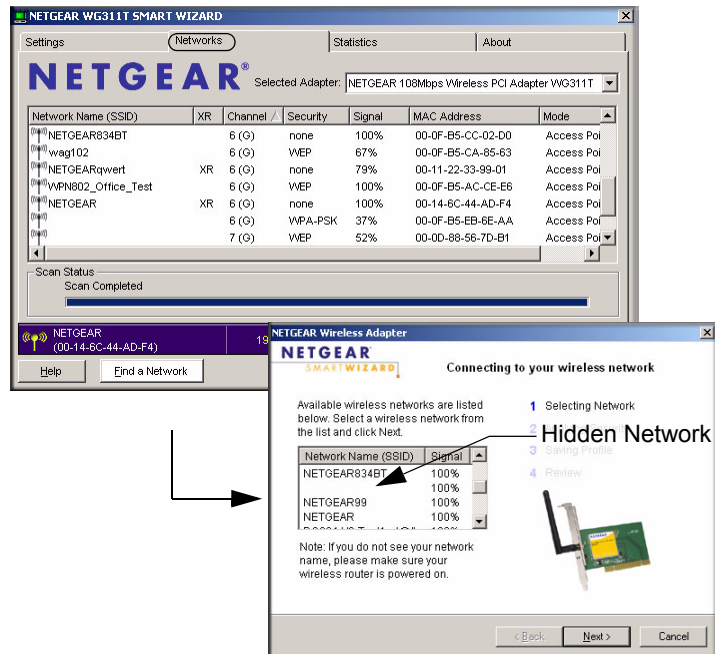 NETGEAR WG311T SMART WIZARD
Settings Networks Statistics About
NETGEAR® Selected Adapter: NETGEAR 108Mbps Wireless PCI Adapter WG311T
Network Name (SSID) XR Channel Security Signal MAC Address Mode
NETGEAR834BT 6 (G) none 100% 00-0F-B5-CC-02-D0 Access Poi
wag102 6 (G) WEP 67% 00-0F-B5-CA-85-63 Access Poi
NETGEARqwert XR 6 (G) none 79% 00-11-22-33-99-01 Access Poi
WPN802_Office_Test 6 (G) WEP 100% 00-0F-B5-AC-CE-E6 Access Poi
NETGEAR XR 6 (G) none 100% 00-14-6C-44-AD-F4 Access Poi
6 (G) WPA-PSK 37% 00-0F-B5-EB-6E-AA Access Poi
7 (G) WEP 52% 00-0D-88-56-7D-B1 Access Poi
Scan Status
Scan Completed
NETGEAR
(00-14-6C-44-AD-F4) 19
Help Find a Network
NETGEAR Wireless Adapter
NETGEAR
SMARTWIZARD Connecting to your wireless network
Available wireless networks are listed
below. Select a wireless network from
the list and click Next.
1 Selecting Network
2
Hidden Network
3 Saving Profile
4 Review
Network Name (SSID) Signal
NETGEAR834BT 100%
100%
NETGEAR99 100%
NETGEAR 100%
Note: If you do not see your network
name, please make sure your
wireless router is powered on.
< Back Next > Cancel